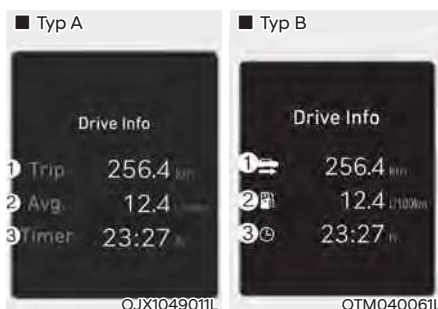 ■ Typ A
Drive Info
1 Trip 256.4 km
2 Avg. 12.4
3 Timer 23:27 h
OJX1049011L
■ Typ B
Drive Info
1 256.4 km
2 12.4 l/100km
3 23:27 h
OTM040061L